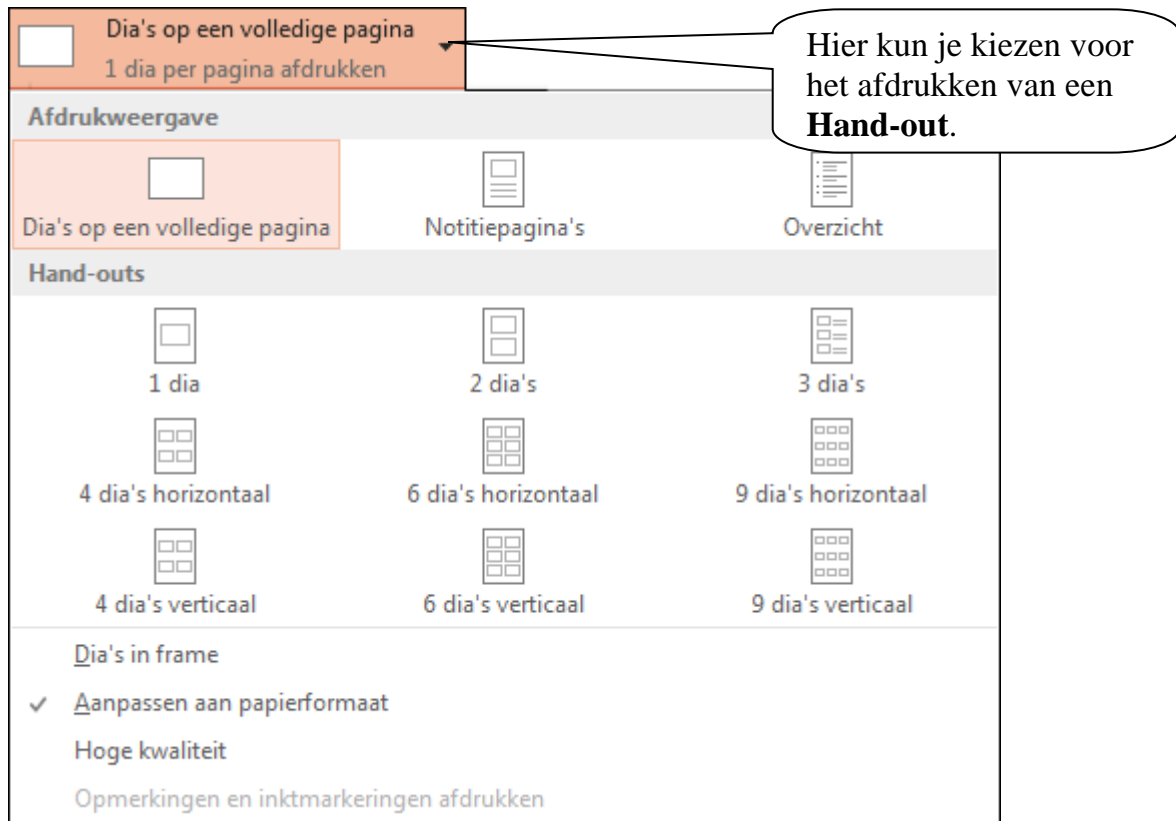 Dia's op een volledige pagina
1 dia per pagina afdrukken
Hier kun je kiezen voor
het afdrukken van een
Hand-out.
Afdrukweergave
Dia's op een volledige pagina
Notitiepagina's
Overzicht
Hand-outs
1 dia
2 dia's
3 dia's
4 dia's horizontaal
6 dia's horizontaal
9 dia's horizontaal
4 dia's verticaal
6 dia's verticaal
9 dia's verticaal
Dia's in frame
Aanpassen aan papierformaat
Hoge kwaliteit
Opmerkingen en inktmarkeringen afdrukken